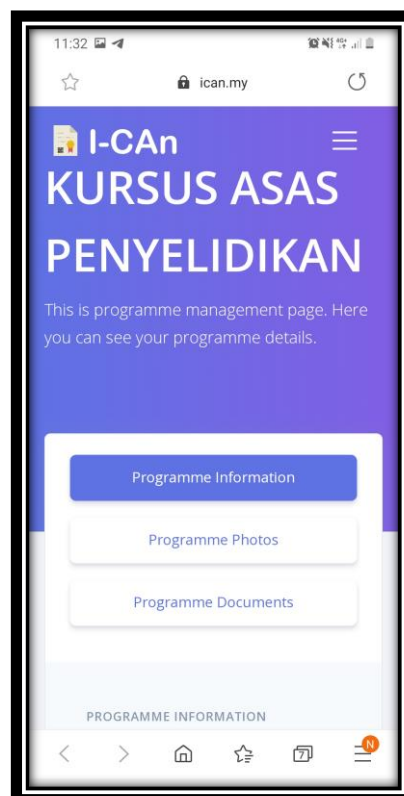 11:32
ican.my
I-CAn
KURSUS ASAS
PENYELIDIKAN
This is programme management page. Here
you can see your programme details.
Programme Information
Programme Photos
Programme Documents
PROGRAMME INFORMATION
7
N